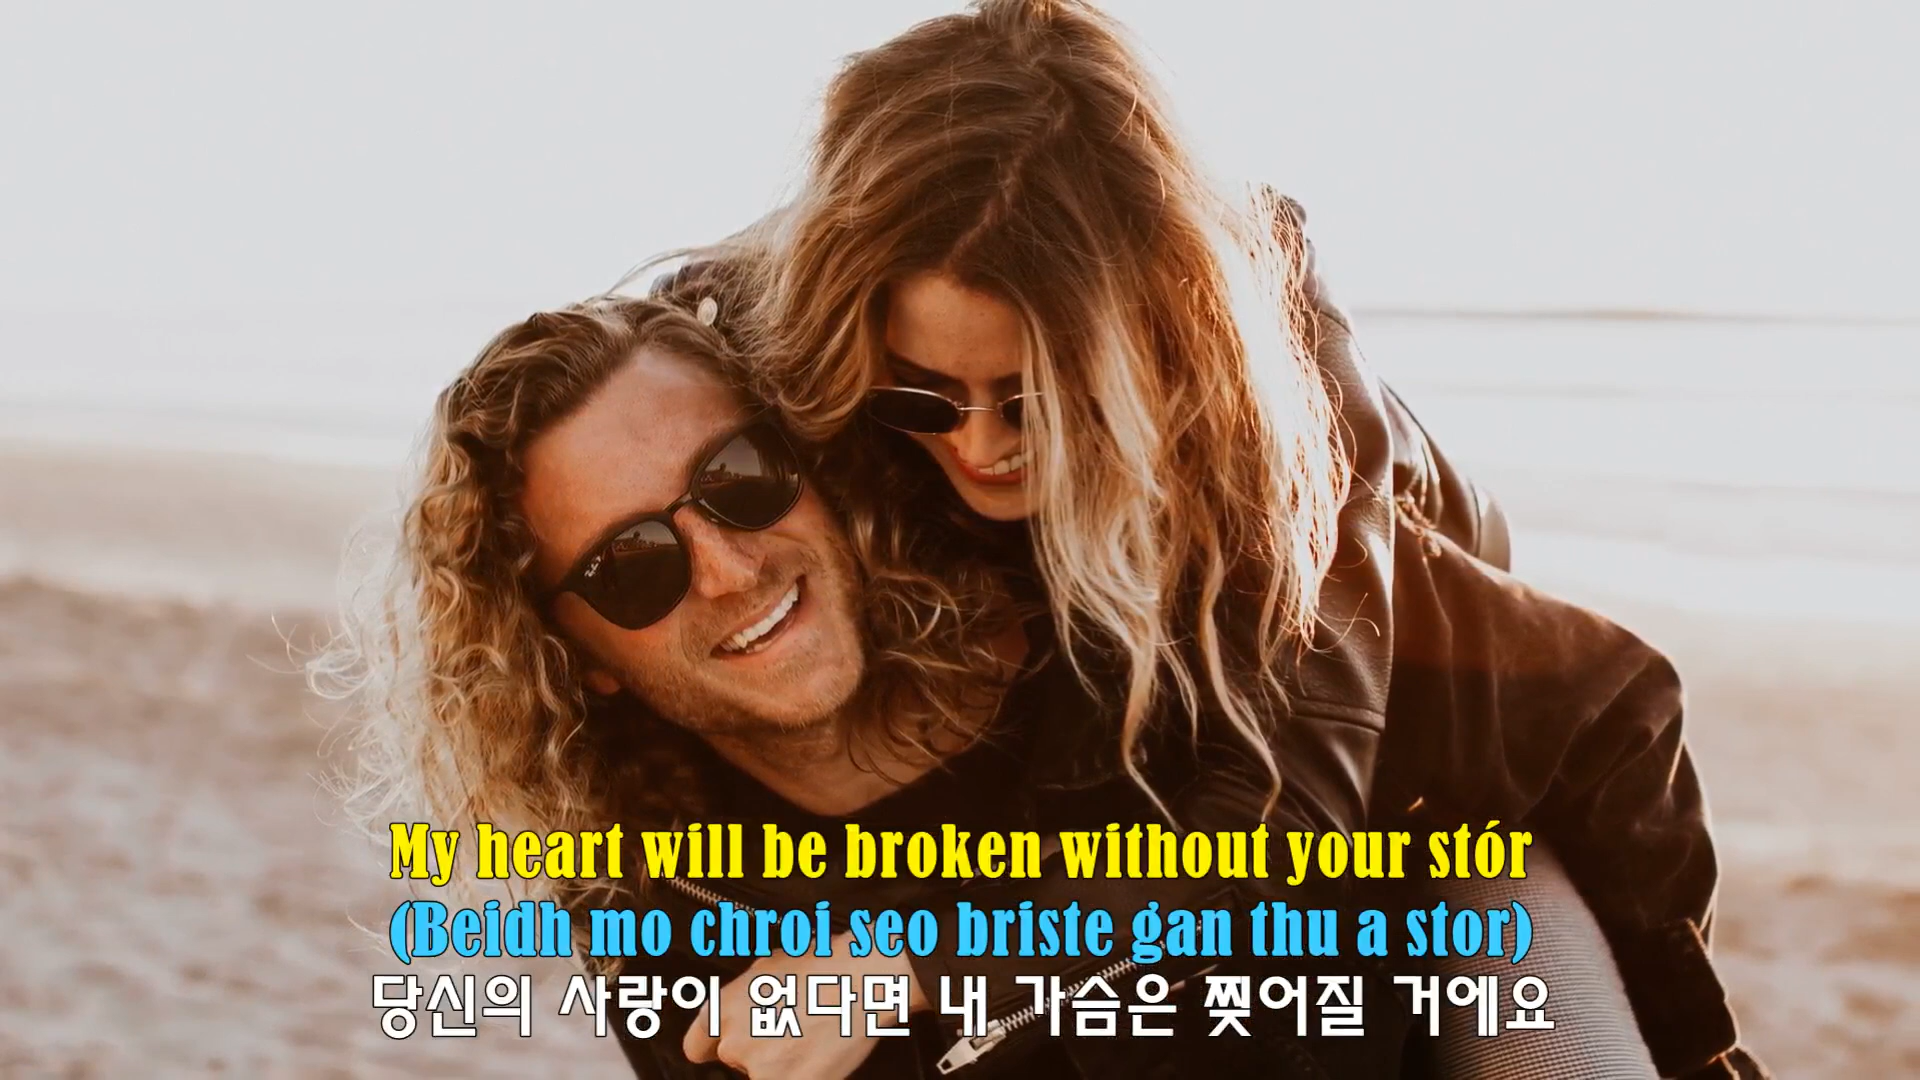 My heart will be broken without your stór
(Beidh mo chroi seo briste gan thu a stor)
당신의 사랑이 없다면 내 가슴은 찢어질 거에요